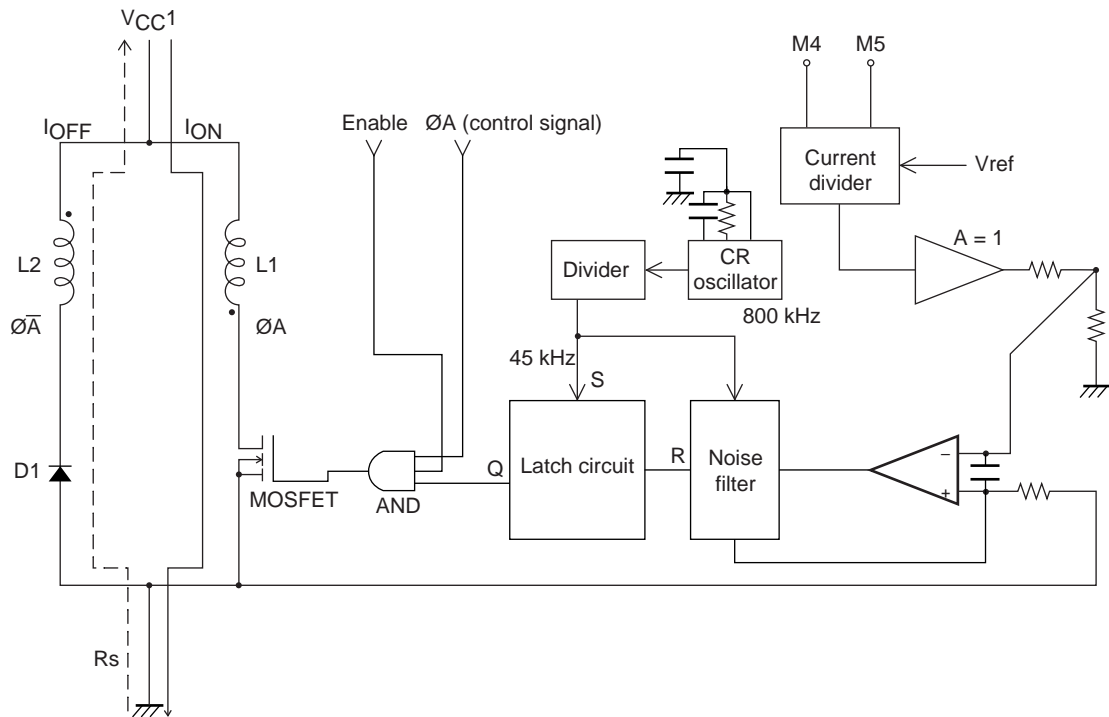 VCC1
M4
M5
IOFF
ION
Enable
ØA (control signal)
Current
divider
Vref
A = 1
L2
L1
Divider
CR
oscillator
ØA̅
ØA
800 kHz
45 kHz
S
D1
MOSFET
AND
Q
Latch circuit
R
Noise
filter
−
+
Rs